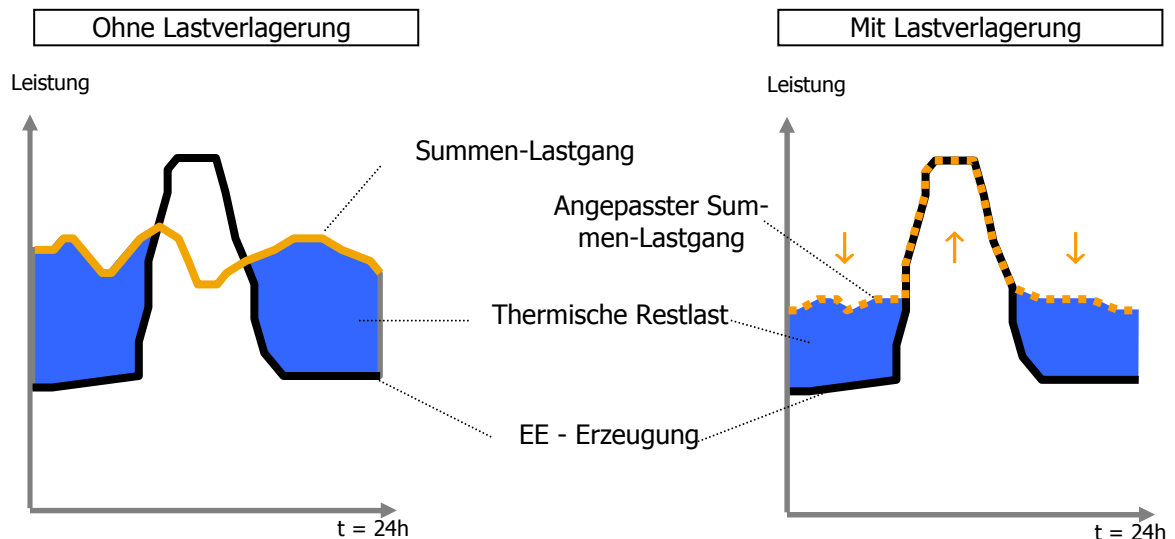 Ohne Lastverlagerung
Mit Lastverlagerung
Leistung
Leistung
Summen-Lastgang
Angepasster Sum-
men-Lastgang
Thermische Restlast
EE - Erzeugung
t = 24h
t = 24h